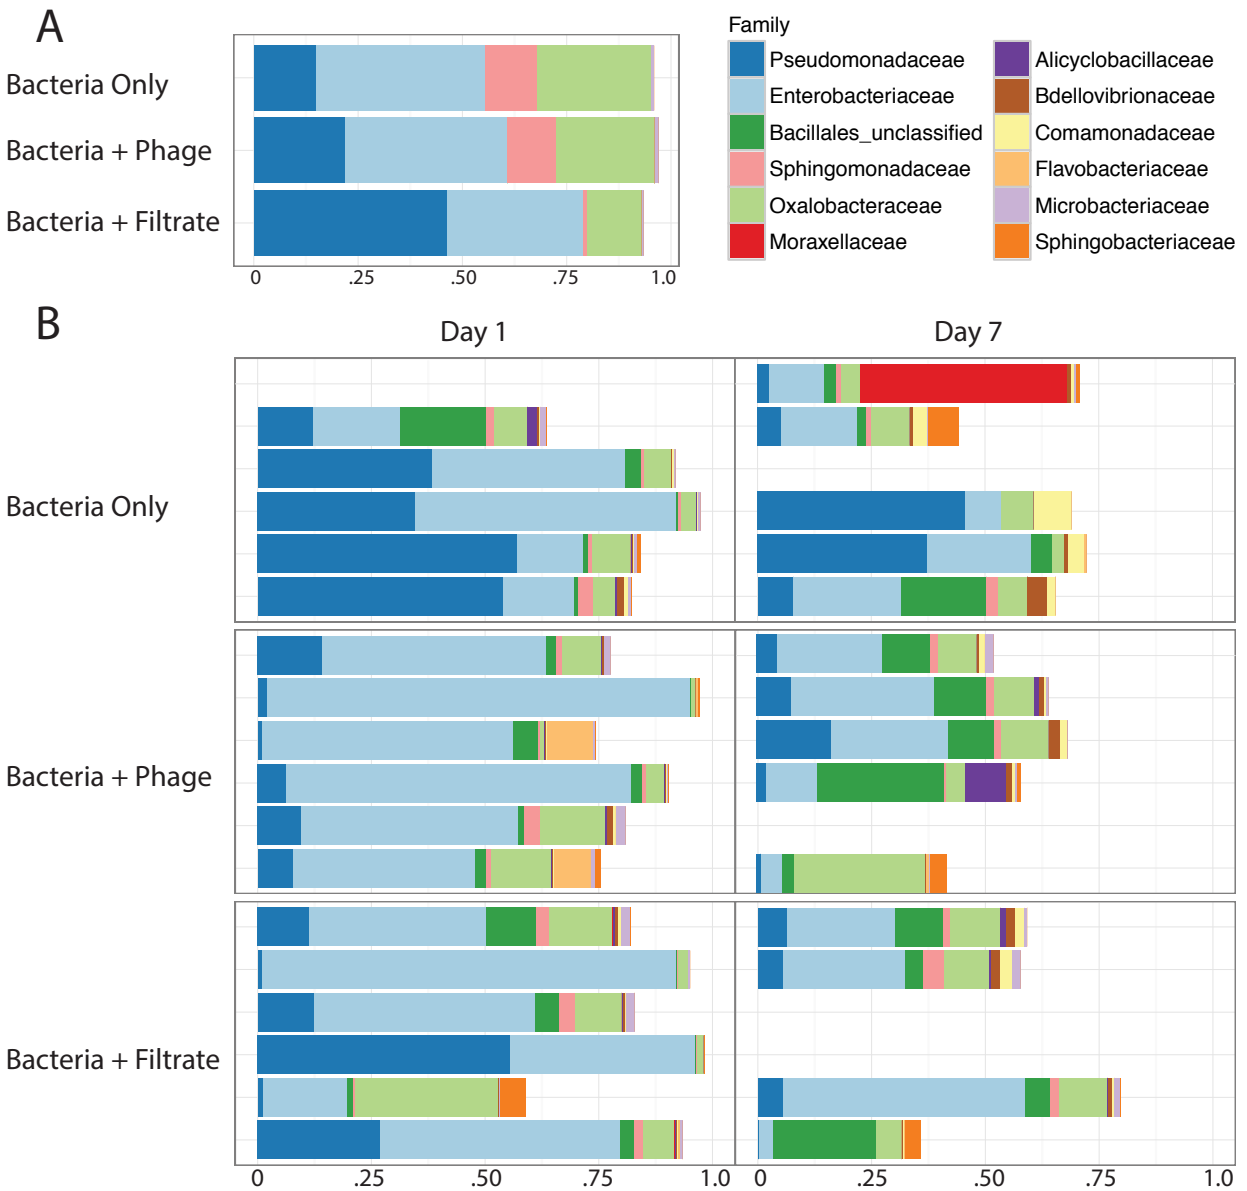 A
Bacteria Only
Bacteria + Phage
Bacteria + Filtrate
0 .25 .50 .75 1.0
Family
Pseudomonadaceae Alicyclobacillaceae
Enterobacteriaceae Bdellovibrionaceae
Bacillales_unclassified Comamonadaceae
Sphingomonadaceae Flavobacteriaceae
Oxalobacteraceae Microbacteriaceae
Moraxellaceae Sphingobacteriaceae
B
Day 1 Day 7
Bacteria Only
Bacteria + Phage
Bacteria + Filtrate
0 .25 .50 .75 1.0 0 .25 .50 .75 1.0